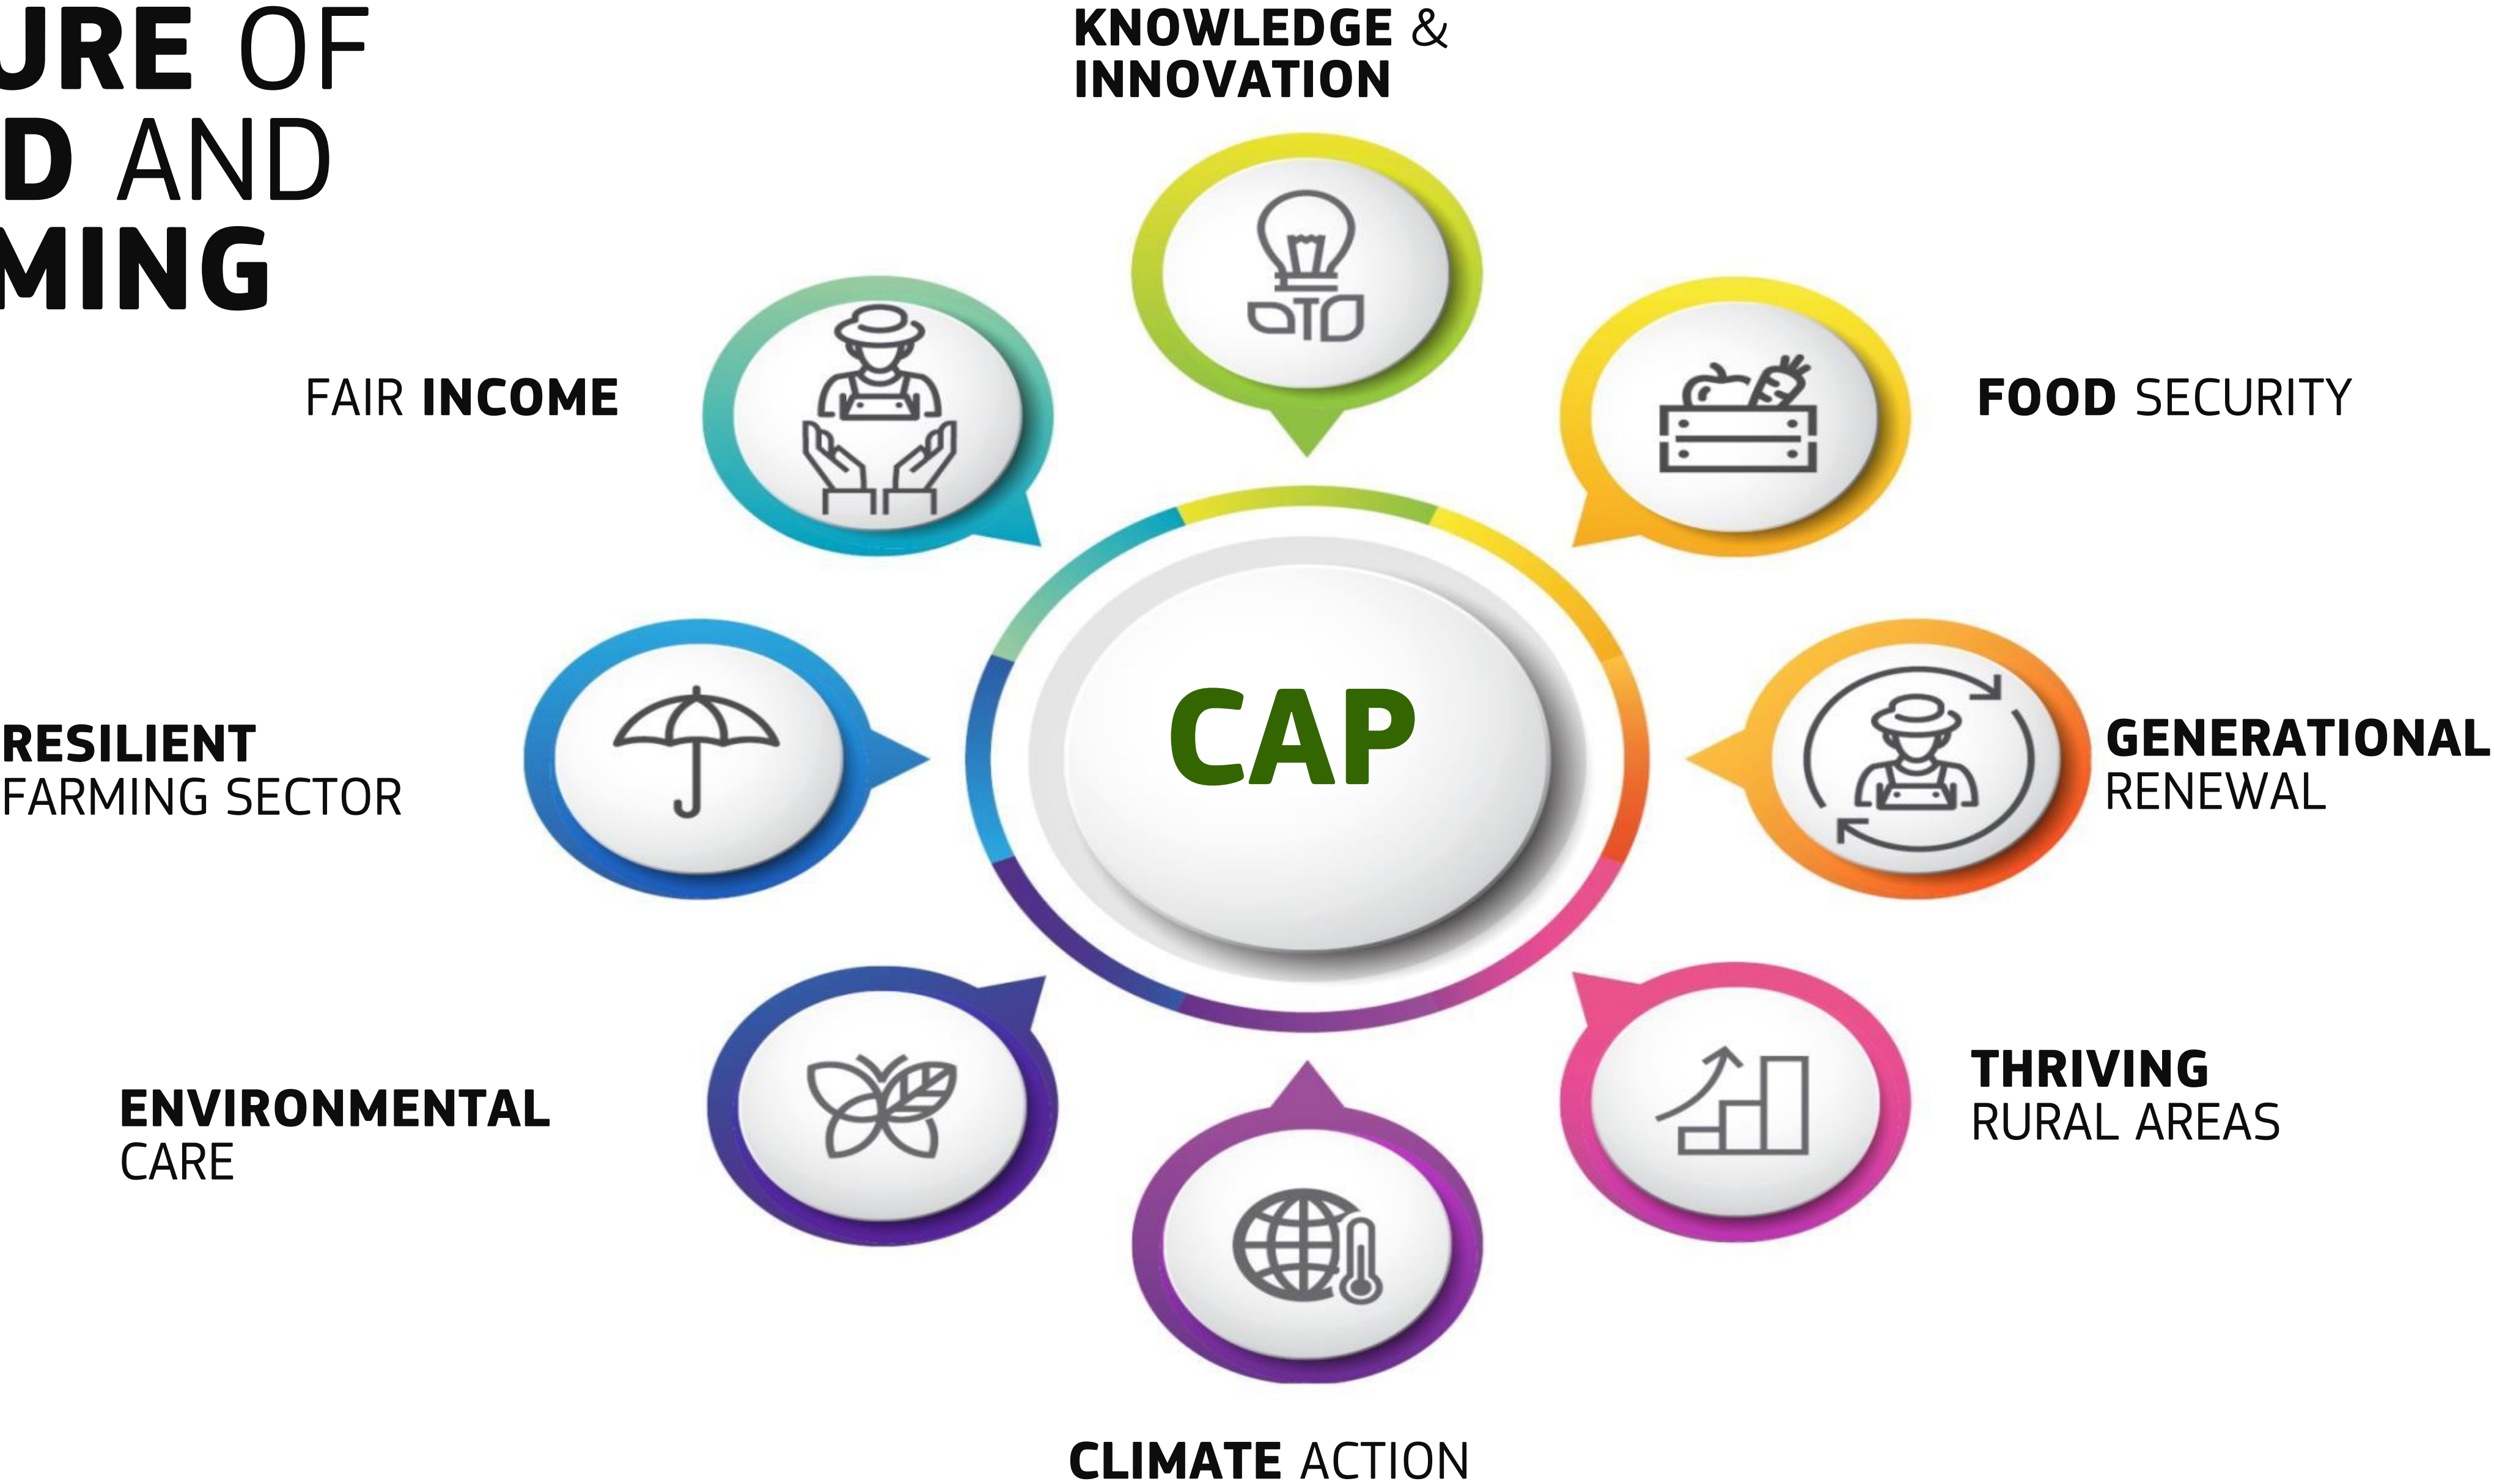 URE OF
D AND
MING
KNOWLEDGE &
INNOVATION
FAIR INCOME
FOOD SECURITY
CAP
RESILIENT
FARMING SECTOR
GENERATIONAL
RENEWAL
ENVIRONMENTAL
CARE
THRIVING
RURAL AREAS
CLIMATE ACTION